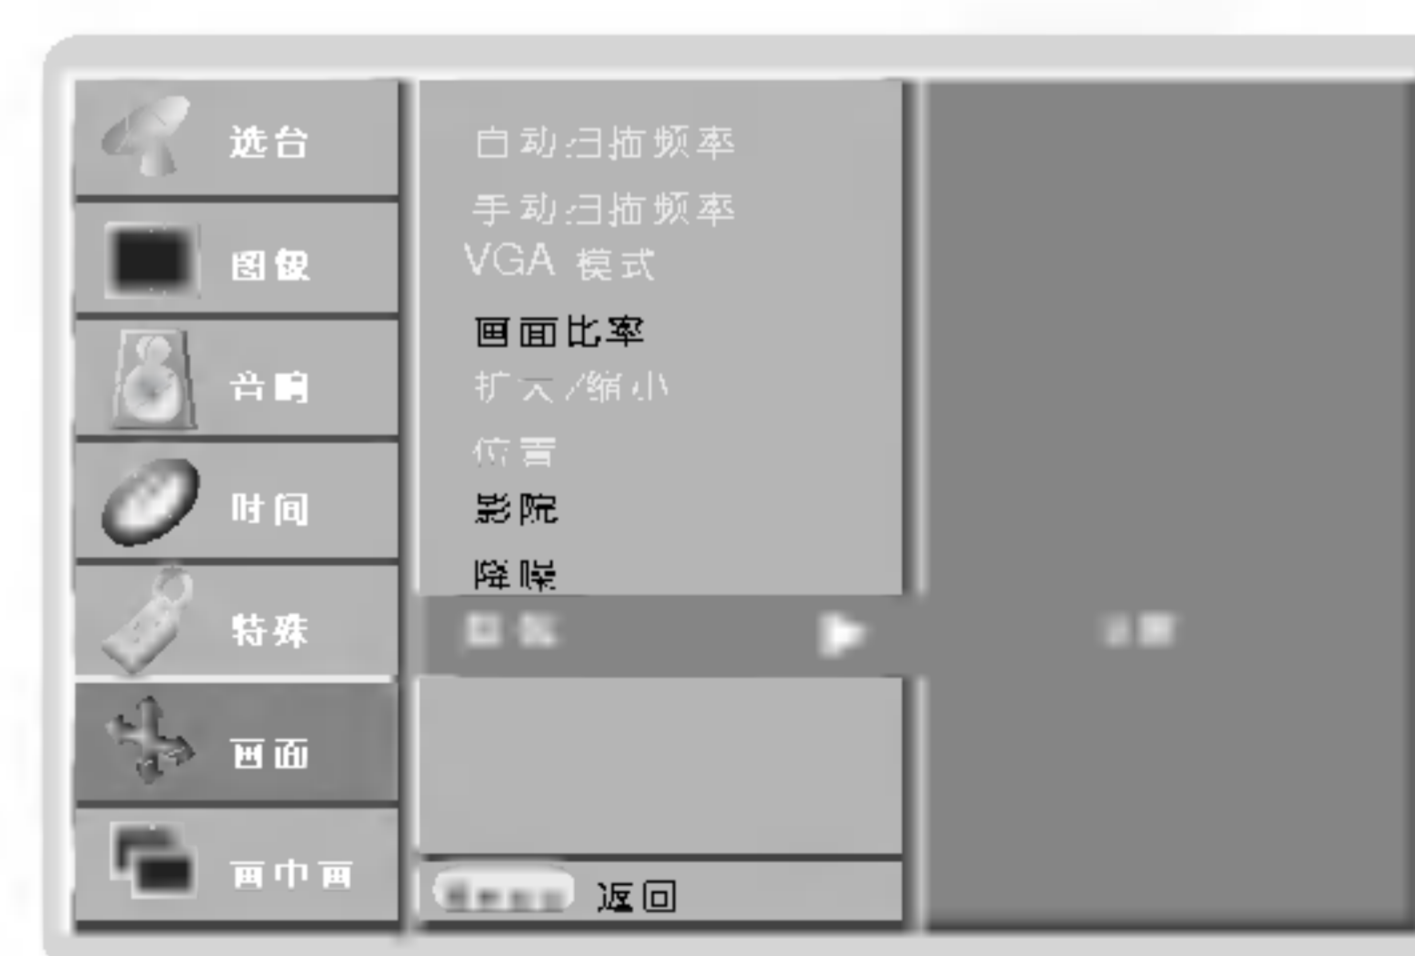 选台
图像
音响
时间
特殊
画面
画中画
自动扫描频率
手动扫描频率
VGA 模式
画面比率
扩大/缩小
位置
影院
降噪
返回